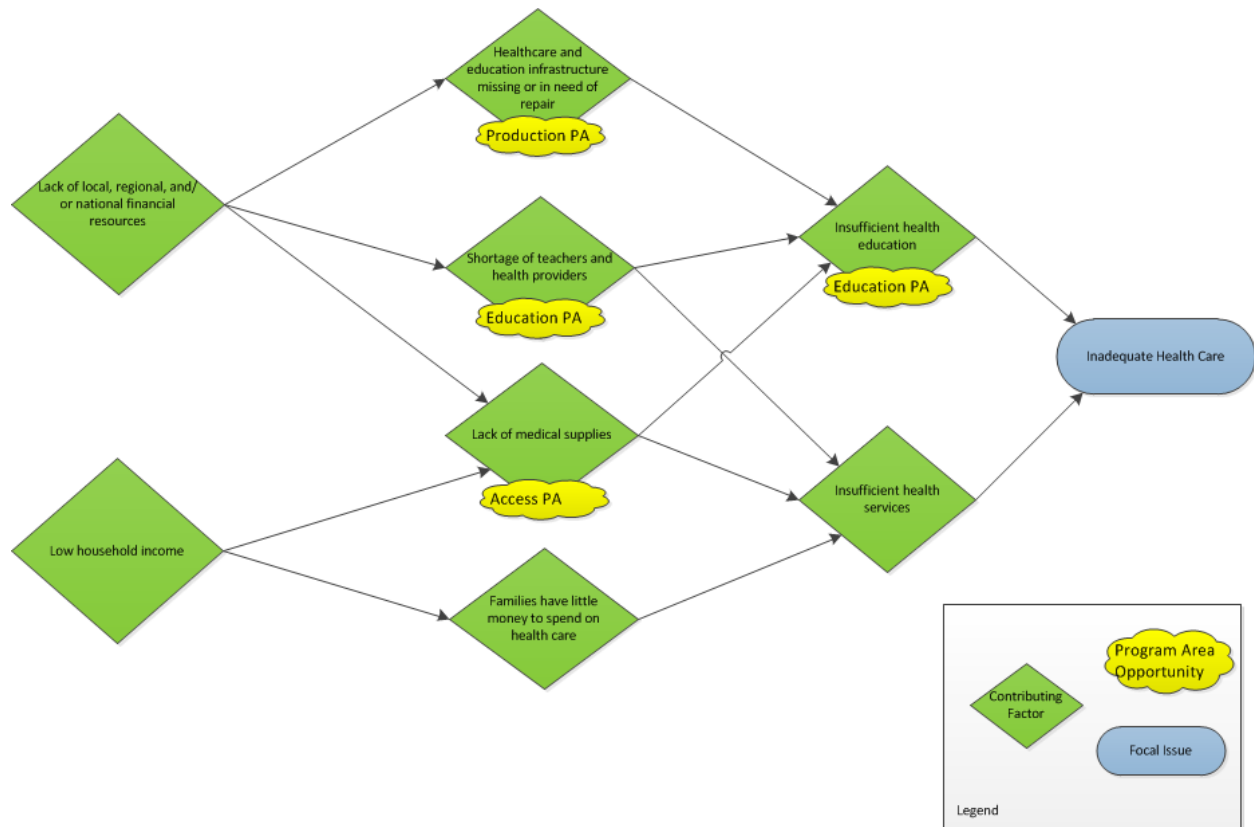 Healthcare and
education infrastructure
missing or in need of
repair
Production PA
Lack of local, regional, and/
or national financial
resources
Shortage of teachers and
health providers
Education PA
Insufficient health
education
Education PA
Inadequate Health Care
Lack of medical supplies
Access PA
Insufficient health
services
Low household income
Families have little
money to spend on
health care
Program Area
Opportunity
Contributing
Factor
Focal Issue
Legend